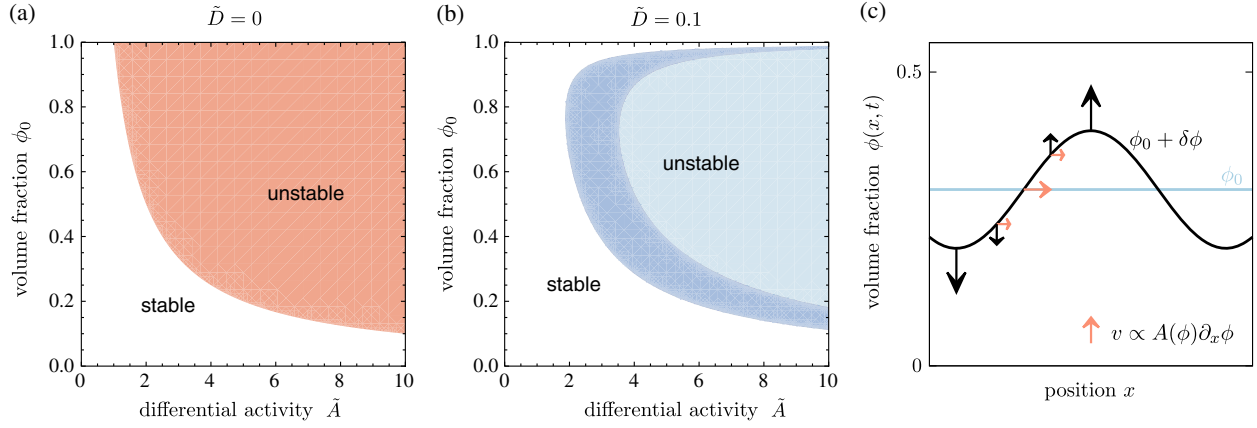 (a)
D̃ = 0
volume fraction ϕ₀
1.0
0.8
0.6
0.4
0.2
0.0
unstable
stable
0 2 4 6 8 10
differential activity Ã
(b)
D̃ = 0.1
volume fraction ϕ₀
1.0
0.8
0.6
0.4
0.2
0.0
unstable
stable
0 2 4 6 8 10
differential activity Ã
(c)
volume fraction ϕ(x, t)
0.5
0
ϕ₀ + δϕ
ϕ₀
v ∝ A(ϕ)∂ₓϕ
position x